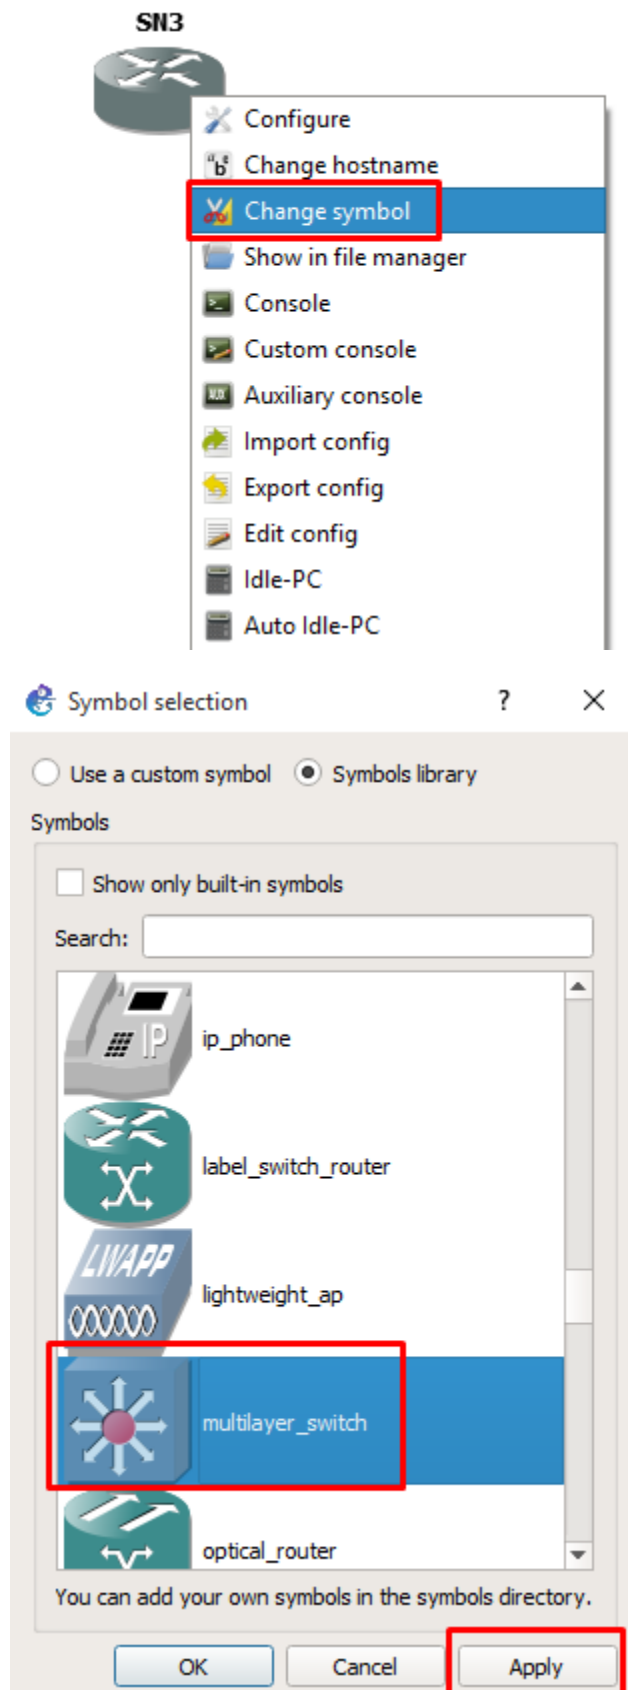 SN3
Configure
Change hostname
Change symbol
Show in file manager
Console
Custom console
AUX Auxiliary console
Import config
Export config
Edit config
Idle-PC
Auto Idle-PC
Symbol selection ? ×
Use a custom symbol Symbols library
Symbols
Show only built-in symbols
Search:
IP ip_phone
label_switch_router
LWAPP lightweight_ap
multilayer_switch
optical_router
You can add your own symbols in the symbols directory.
OK Cancel Apply